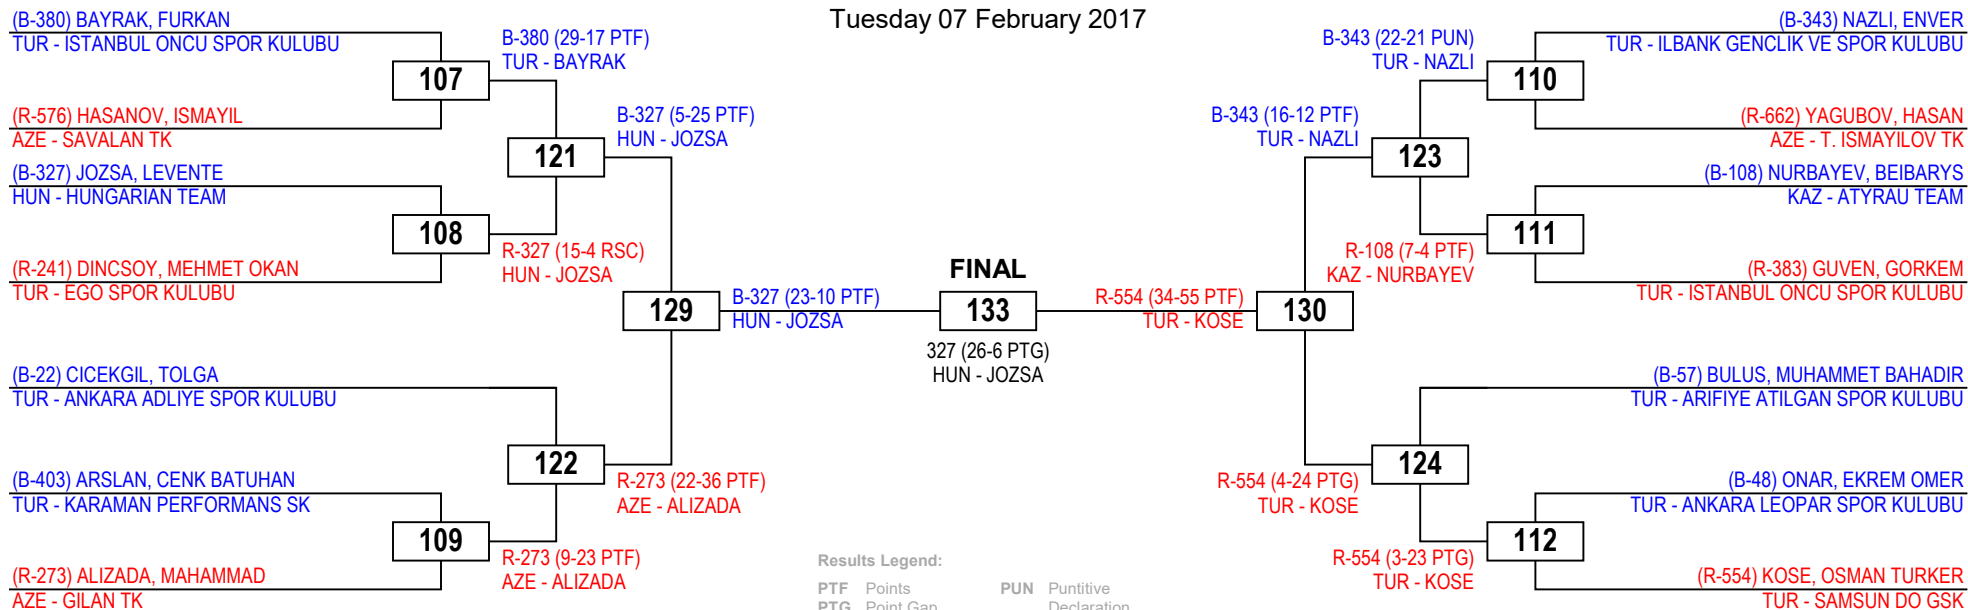 Tuesday 07 February 2017
(B-380) BAYRAK, FURKAN
TUR - ISTANBUL ONCU SPOR KULUBU
107
(R-576) HASANOV, ISMAYIL
AZE - SAVALAN TK
(B-327) JOZSA, LEVENTE
HUN - HUNGARIAN TEAM
108
(R-241) DINCSOY, MEHMET OKAN
TUR - EGO SPOR KULUBU
(B-22) CICEKGIL, TOLGA
TUR - ANKARA ADLIYE SPOR KULUBU
(B-403) ARSLAN, CENK BATUHAN
TUR - KARAMAN PERFORMANS SK
109
(R-273) ALIZADA, MAHAMMAD
AZE - GILAN TK
B-380 (29-17 PTF)
TUR - BAYRAK
121
R-327 (15-4 RSC)
HUN - JOZSA
122
R-273 (9-23 PTF)
AZE - ALIZADA
B-327 (5-25 PTF)
HUN - JOZSA
129
R-273 (22-36 PTF)
AZE - ALIZADA
B-327 (23-10 PTF)
HUN - JOZSA
FINAL
133
327 (26-6 PTG)
HUN - JOZSA
R-554 (34-55 PTF)
TUR - KOSE
130
B-343 (16-12 PTF)
TUR - NAZLI
R-554 (4-24 PTG)
TUR - KOSE
B-343 (22-21 PUN)
TUR - NAZLI
123
R-108 (7-4 PTF)
KAZ - NURBAYEV
124
R-554 (3-23 PTG)
TUR - KOSE
(B-343) NAZLI, ENVER
TUR - ILBANK GENCLIK VE SPOR KULUBU
110
(R-662) YAGUBOV, HASAN
AZE - T. ISMAYILOV TK
(B-108) NURBAYEV, BEIBARYS
KAZ - ATYRAU TEAM
111
(R-383) GUVEN, GORKEM
TUR - ISTANBUL ONCU SPOR KULUBU
(B-57) BULUS, MUHAMMET BAHADIR
TUR - ARIFIYE ATILGAN SPOR KULUBU
(B-48) ONAR, EKREM OMER
TUR - ANKARA LEOPAR SPOR KULUBU
112
(R-554) KOSE, OSMAN TURKER
TUR - SAMSUN DO GSK
Results Legend:
PTF Points
PTG Point Gap
PUN Puntitive
Declaration